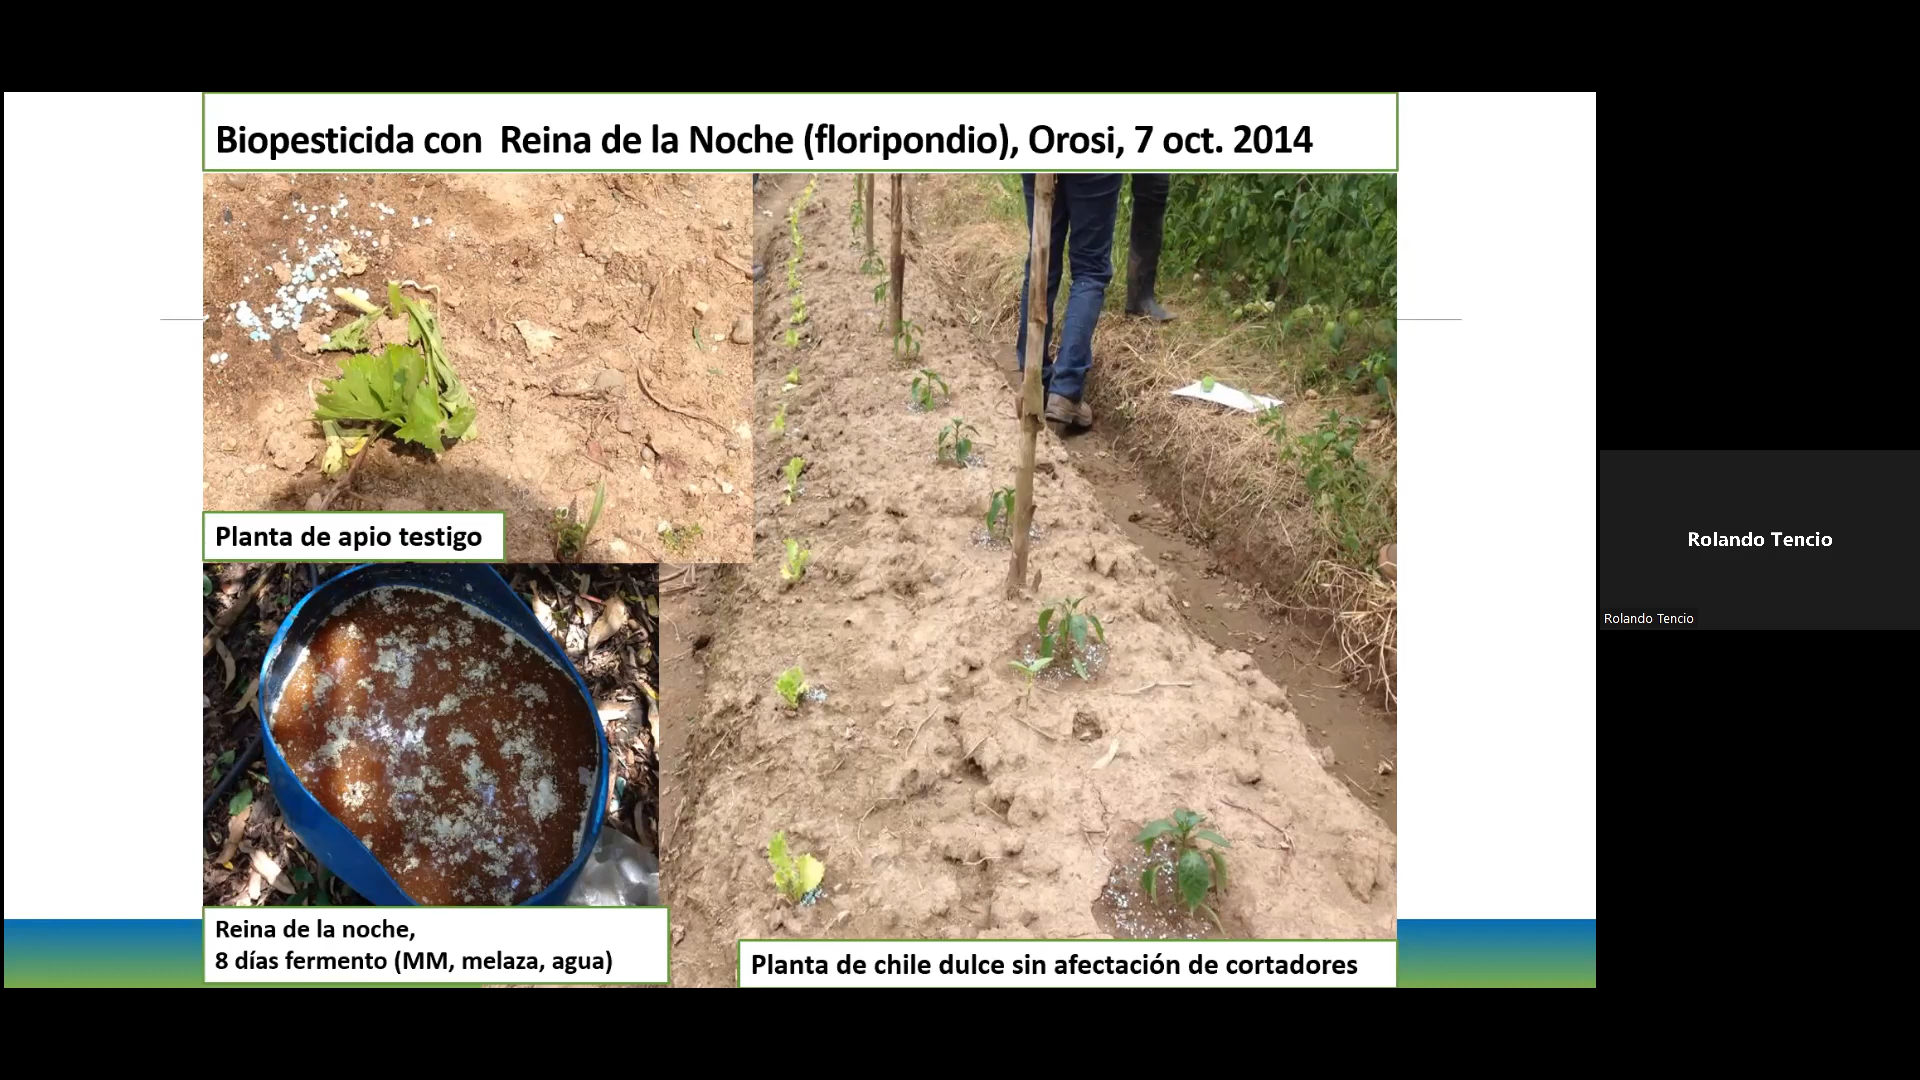 Biopesticida con Reina de la Noche (floripondio), Orosi, 7 oct. 2014
Planta de apio testigo
Reina de la noche,
8 días fermento (MM, melaza, agua)
Planta de chile dulce sin afectación de cortadores
Rolando Tencio
Rolando Tencio